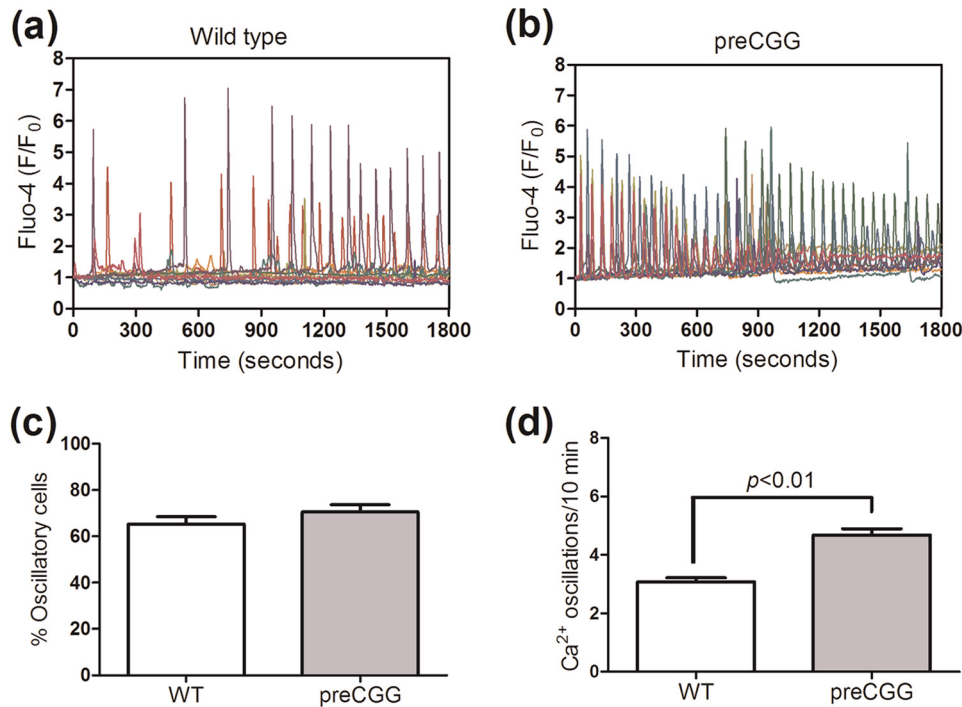 (a)
Wild type
Fluo-4 (F/F0)
8
7
6
5
4
3
2
1
0
0 300 600 900 1200 1500 1800
Time (seconds)
(b)
preCGG
Fluo-4 (F/F0)
8
7
6
5
4
3
2
1
0
0 300 600 900 1200 1500 1800
Time (seconds)
(c)
% Oscillatory cells
100
80
60
40
20
0
WT preCGG
(d)
Ca2+ oscillations/10 min
8
6
4
2
0
p<0.01
WT preCGG